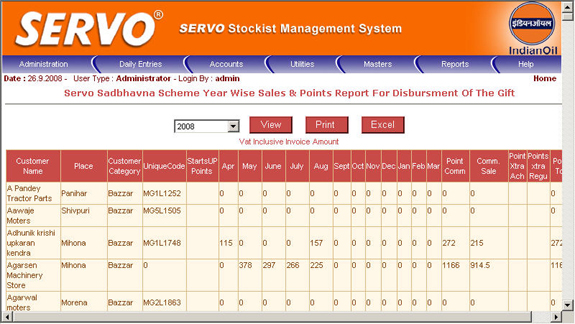 SERVO®
SERVO Stockist Management System
इंडियनऑयल
IndianOil
Administration Daily Entries Accounts Utilities Masters Reports Help
Date : 26.9.2008 - User Type : Administrator - Login By : admin Home
Servo Sadbhavna Scheme Year Wise Sales & Points Report For Disbursment Of The Gift
2008 View Print Excel
Vat Inclusive Invoice Amount
Customer Name Place Customer Category UniqueCode StartsUP Points Apr May June July Aug Sept Oct Nov Dec Jan Feb Mar Point Comm Comm. Sale Point Xtra Ach Points xtra Regu
A Pandey Tractor Parts Panihar Bazzar MG1L1252 0 0 0 0 0 0 0 0 0 0 0 0 0 0 0
Aawaje Moters Shivpuri Bazzar MG5L1505 0 0 0 0 0 0 0 0 0 0 0 0 0 0 0
Adhunik krishi upkaran kendra Mihona Bazzar MG1L1748 115 0 0 0 157 0 0 0 0 0 0 0 272 215 272
Agarsen Machinery Store Mihona Bazzar 0 0 378 297 266 225 0 0 0 0 0 0 0 1166 914.5
Agarwal moters Morena Bazzar MG2L1863 0 0 0 0 0 0 0 0 0 0 0 0 0 0 0